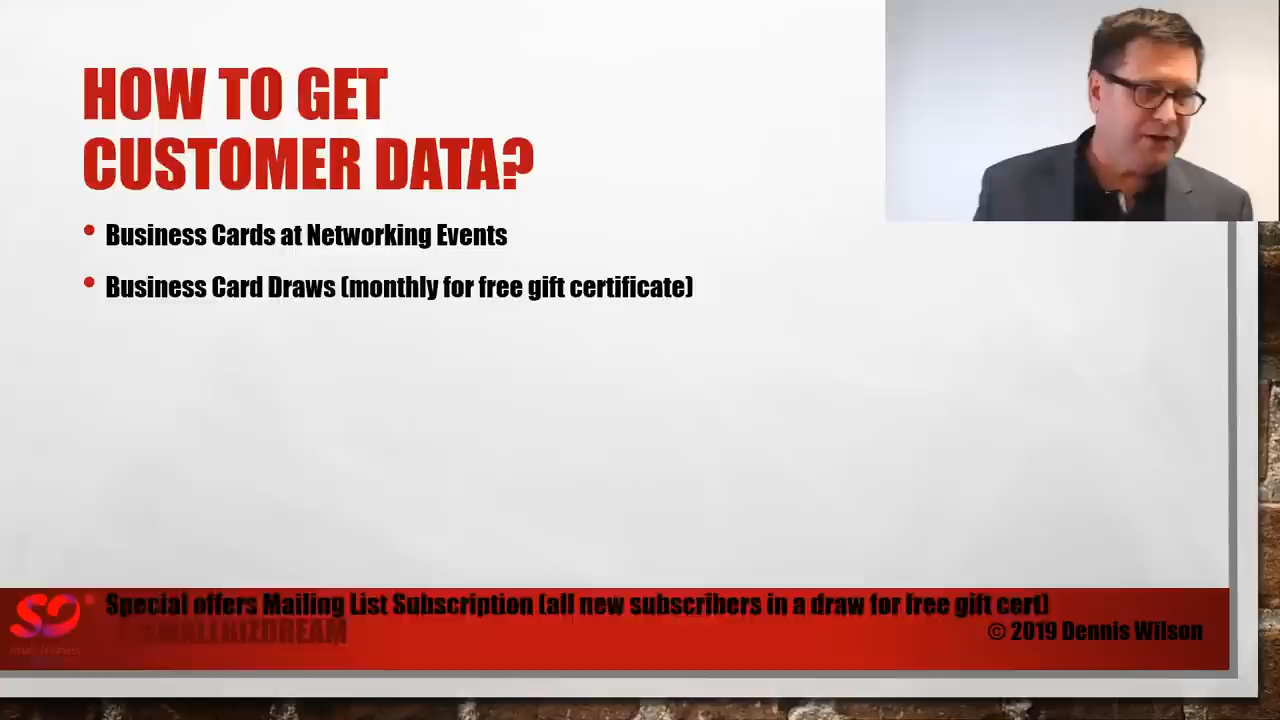 HOW TO GET
CUSTOMER DATA?
Business Cards at Networking Events
Business Card Draws (monthly for free gift certificate)
Special offers Mailing List Subscription (all new subscribers in a draw for free gift cert)
SMALLBIZDREAM
© 2019 Dennis Wilson